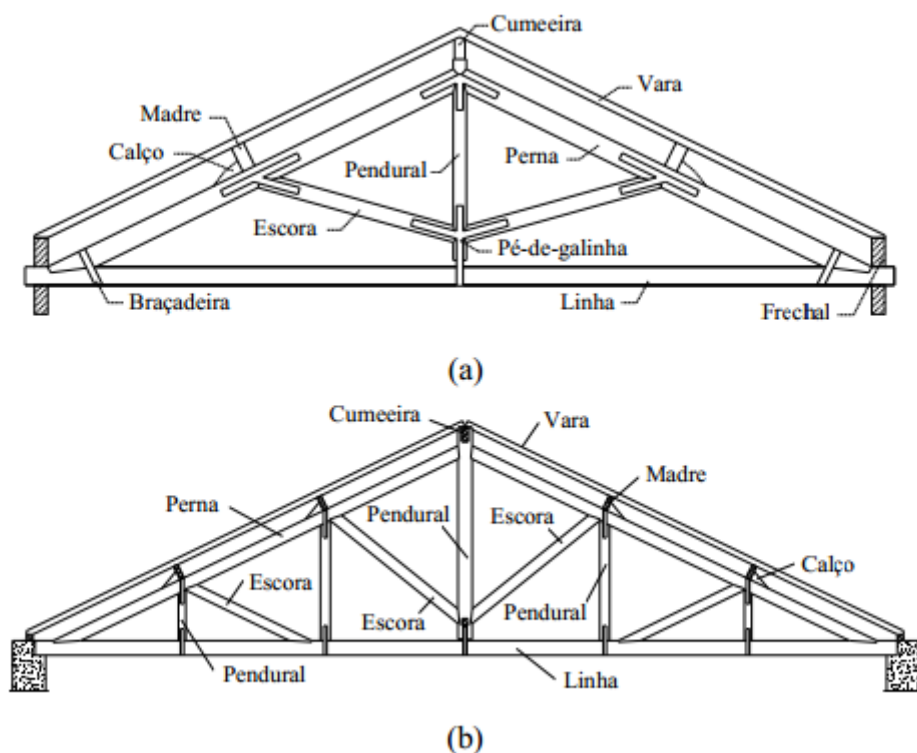 Cumeeira
Vara
Madre
Calço
Pendural
Perna
Escora
Pé-de-galinha
Braçadeira
Linha
Frechal
(a)
Cumeeira
Vara
Madre
Perna
Pendural
Escora
Calço
Escora
Escora
Pendural
Pendural
Linha
(b)